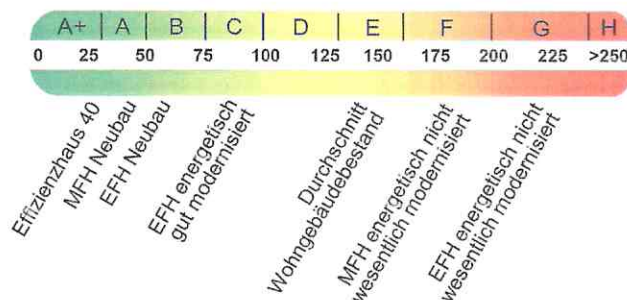 A+ | A | B | C | D | E | F | G | H
0 25 50 75 100 125 150 175 200 225 >250
Effizienzhaus 40
MFH Neubau
EFH Neubau
EFH energetisch
gut modernisiert
Durchschnitt
Wohngebäudebestand
MFH energetisch nicht
wesentlich modernisiert
EFH energetisch nicht
wesentlich modernisiert